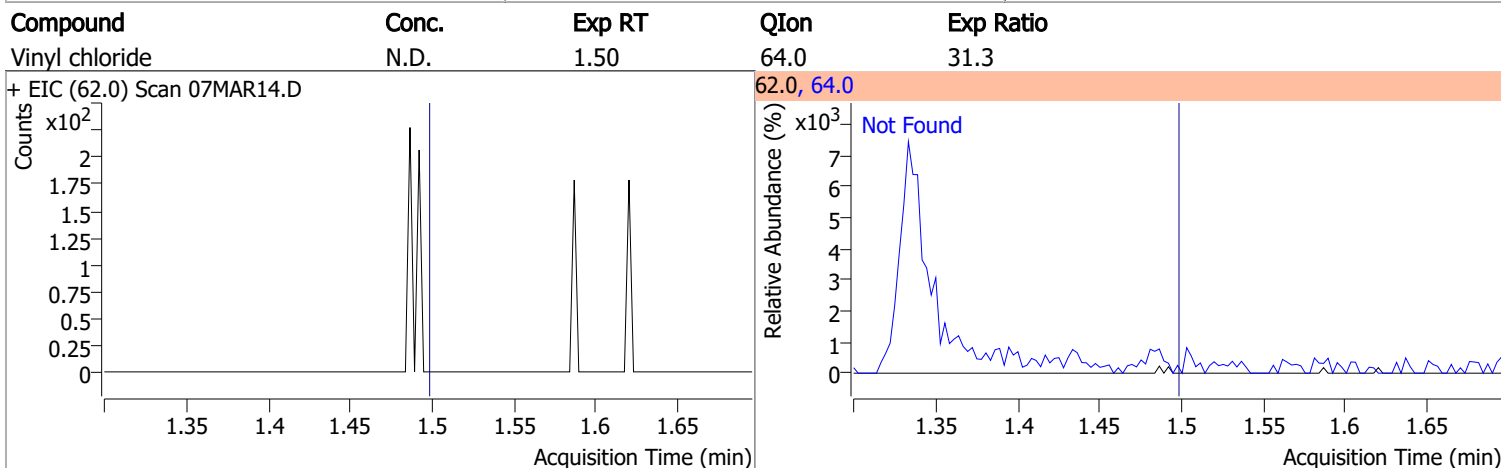 Compound Conc. Exp RT QIon Exp Ratio
Vinyl chloride N.D. 1.50 64.0 31.3
+ EIC (62.0) Scan 07MAR14.D
Counts
x10²
2
1.75
1.5
1.25
1
0.75
0.5
0.25
0
1.35 1.4 1.45 1.5 1.55 1.6 1.65
Acquisition Time (min)
62.0, 64.0
Relative Abundance (%)
x10³
Not Found
7
6
5
4
3
2
1
0
1.35 1.4 1.45 1.5 1.55 1.6 1.65
Acquisition Time (min)